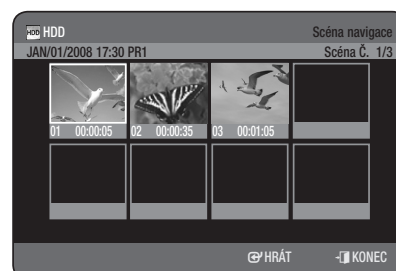 HDD HDD Scéna navigace
JAN/01/2008 17:30 PR1 Scéna Č. 1/3
01 00:00:05 02 00:00:35 03 00:01:05
HRÁT KONEC